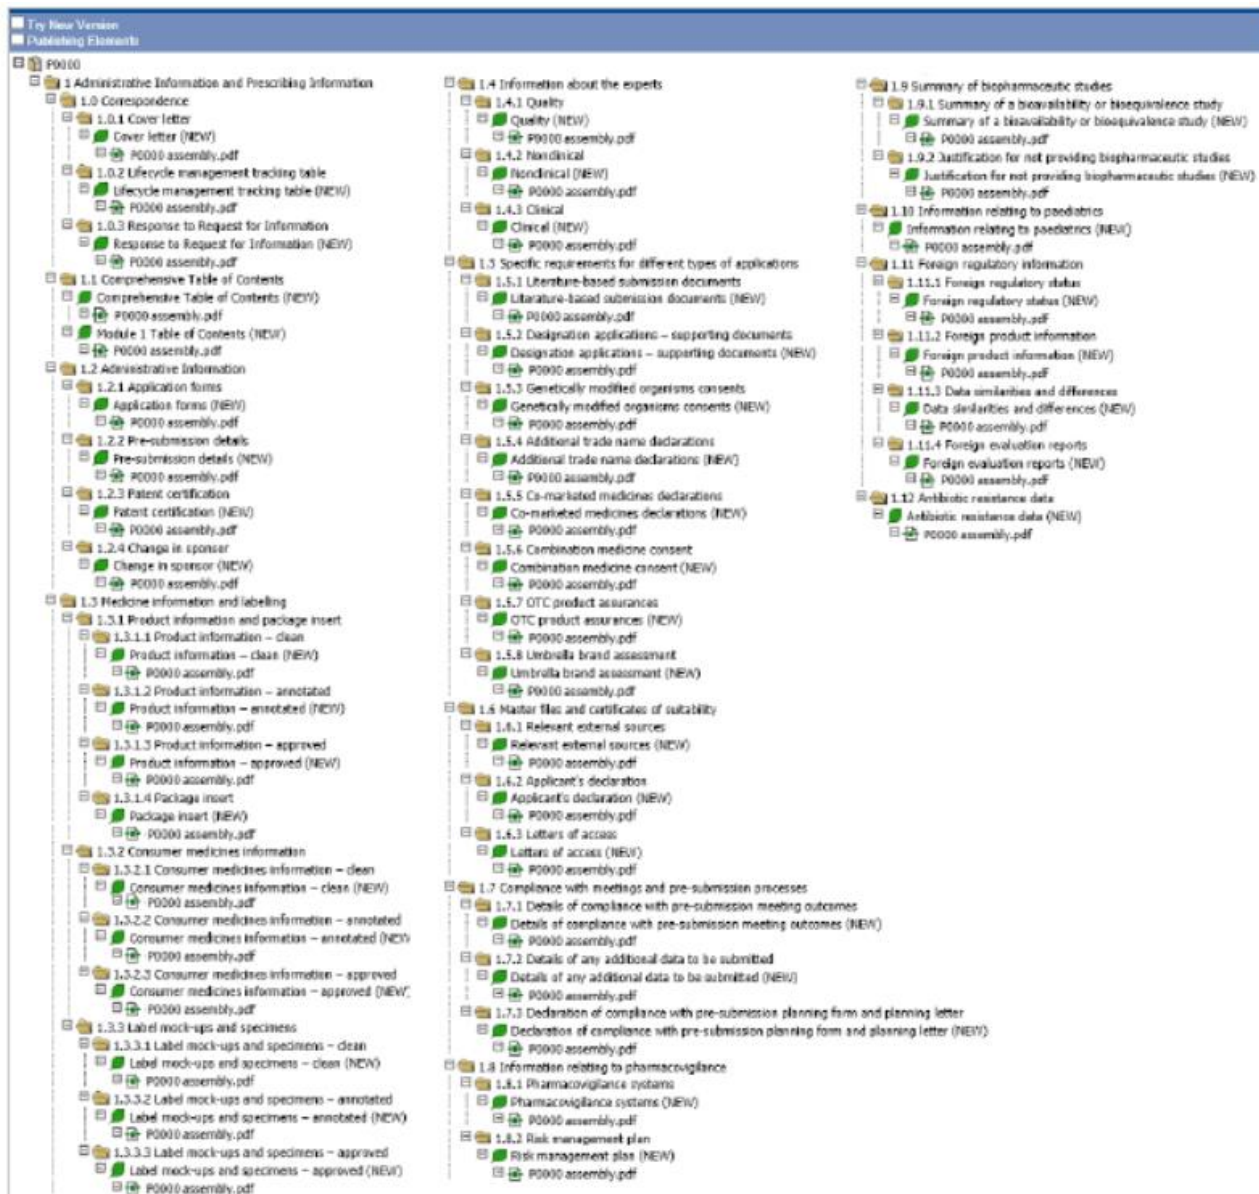 Try New Version
Publishing Elements
P0000
1 Administrative Information and Prescribing Information
1.0 Correspondence
1.0.1 Cover letter
Cover letter (NEW)
P0000 assembly.pdf
1.0.2 Lifecycle management tracking table
Lifecycle management tracking table (NEW)
P0000 assembly.pdf
1.0.3 Response to Request for Information
Response to Request for Information (NEW)
P0000 assembly.pdf
1.1 Comprehensive Table of Contents
Comprehensive Table of Contents (NEW)
P0000 assembly.pdf
Module 1 Table of Contents (NEW)
P0000 assembly.pdf
1.2 Administrative Information
1.2.1 Application forms
Application forms (NEW)
P0000 assembly.pdf
1.2.2 Pre-submission details
Pre-submission details (NEW)
P0000 assembly.pdf
1.2.3 Patent certification
Patent certification (NEW)
P0000 assembly.pdf
1.2.4 Change in sponsor
Change in sponsor (NEW)
P0000 assembly.pdf
1.3 Medicine information and labelling
1.3.1 Product information and package insert
1.3.1.1 Product information – clean
Product information – clean (NEW)
P0000 assembly.pdf
1.3.1.2 Product information – annotated
Product information – annotated (NEW)
P0000 assembly.pdf
1.3.1.3 Product information – approved
Product information – approved (NEW)
P0000 assembly.pdf
1.3.1.4 Package insert
Package insert (NEW)
P0000 assembly.pdf
1.3.2 Consumer medicines information
1.3.2.1 Consumer medicines information – clean
Consumer medicines information – clean (NEW)
P0000 assembly.pdf
1.3.2.2 Consumer medicines information – annotated
Consumer medicines information – annotated (NEW)
P0000 assembly.pdf
1.3.2.3 Consumer medicines information – approved
Consumer medicines information – approved (NEW)
P0000 assembly.pdf
1.3.3 Label mock-ups and specimens
1.3.3.1 Label mock-ups and specimens – clean
Label mock-ups and specimens – clean (NEW)
P0000 assembly.pdf
1.3.3.2 Label mock-ups and specimens – annotated
Label mock-ups and specimens – annotated (NEW)
P0000 assembly.pdf
1.3.3.3 Label mock-ups and specimens – approved
Label mock-ups and specimens – approved (NEW)
P0000 assembly.pdf
1.4 Information about the experts
1.4.1 Quality
Quality (NEW)
P0000 assembly.pdf
1.4.2 Nonclinical
Nonclinical (NEW)
P0000 assembly.pdf
1.4.3 Clinical
Clinical (NEW)
P0000 assembly.pdf
1.5 Specific requirements for different types of applications
1.5.1 Literature-based submission documents
Literature-based submission documents (NEW)
P0000 assembly.pdf
1.5.2 Designation applications – supporting documents
Designation applications – supporting documents (NEW)
P0000 assembly.pdf
1.5.3 Genetically modified organisms consents
Genetically modified organisms consents (NEW)
P0000 assembly.pdf
1.5.4 Additional trade name declarations
Additional trade name declarations (NEW)
P0000 assembly.pdf
1.5.5 Co-marketed medicines declarations
Co-marketed medicines declarations (NEW)
P0000 assembly.pdf
1.5.6 Combination medicine consent
Combination medicine consent (NEW)
P0000 assembly.pdf
1.5.7 OTC product assurances
OTC product assurances (NEW)
P0000 assembly.pdf
1.5.8 Umbrella brand assessment
Umbrella brand assessment (NEW)
P0000 assembly.pdf
1.6 Master files and certificates of suitability
1.6.1 Relevant external sources
Relevant external sources (NEW)
P0000 assembly.pdf
1.6.2 Applicant's declaration
Applicant's declaration (NEW)
P0000 assembly.pdf
1.6.3 Letters of access
Letters of access (NEW)
P0000 assembly.pdf
1.7 Compliance with meetings and pre-submission processes
1.7.1 Details of compliance with pre-submission meeting outcomes
Details of compliance with pre-submission meeting outcomes (NEW)
P0000 assembly.pdf
1.7.2 Details of any additional data to be submitted
Details of any additional data to be submitted (NEW)
P0000 assembly.pdf
1.7.3 Declaration of compliance with pre-submission planning form and planning letter
Declaration of compliance with pre-submission planning form and planning letter (NEW)
P0000 assembly.pdf
1.8 Information relating to pharmacovigilance
1.8.1 Pharmacovigilance systems
Pharmacovigilance systems (NEW)
P0000 assembly.pdf
1.8.2 Risk management plan
Risk management plan (NEW)
P0000 assembly.pdf
1.9 Summary of biopharmaceutic studies
1.9.1 Summary of a bioavailability or bioequivalence study
Summary of a bioavailability or bioequivalence study (NEW)
P0000 assembly.pdf
1.9.2 Justification for not providing biopharmaceutic studies
Justification for not providing biopharmaceutic studies (NEW)
P0000 assembly.pdf
1.10 Information relating to paediatrics
Information relating to paediatrics (NEW)
P0000 assembly.pdf
1.11 Foreign regulatory information
1.11.1 Foreign regulatory status
Foreign regulatory status (NEW)
P0000 assembly.pdf
1.11.2 Foreign product information
Foreign product information (NEW)
P0000 assembly.pdf
1.11.3 Data similarities and differences
Data similarities and differences (NEW)
P0000 assembly.pdf
1.11.4 Foreign evaluation reports
Foreign evaluation reports (NEW)
P0000 assembly.pdf
1.12 Antibiotic resistance data
Antibiotic resistance data (NEW)
P0000 assembly.pdf